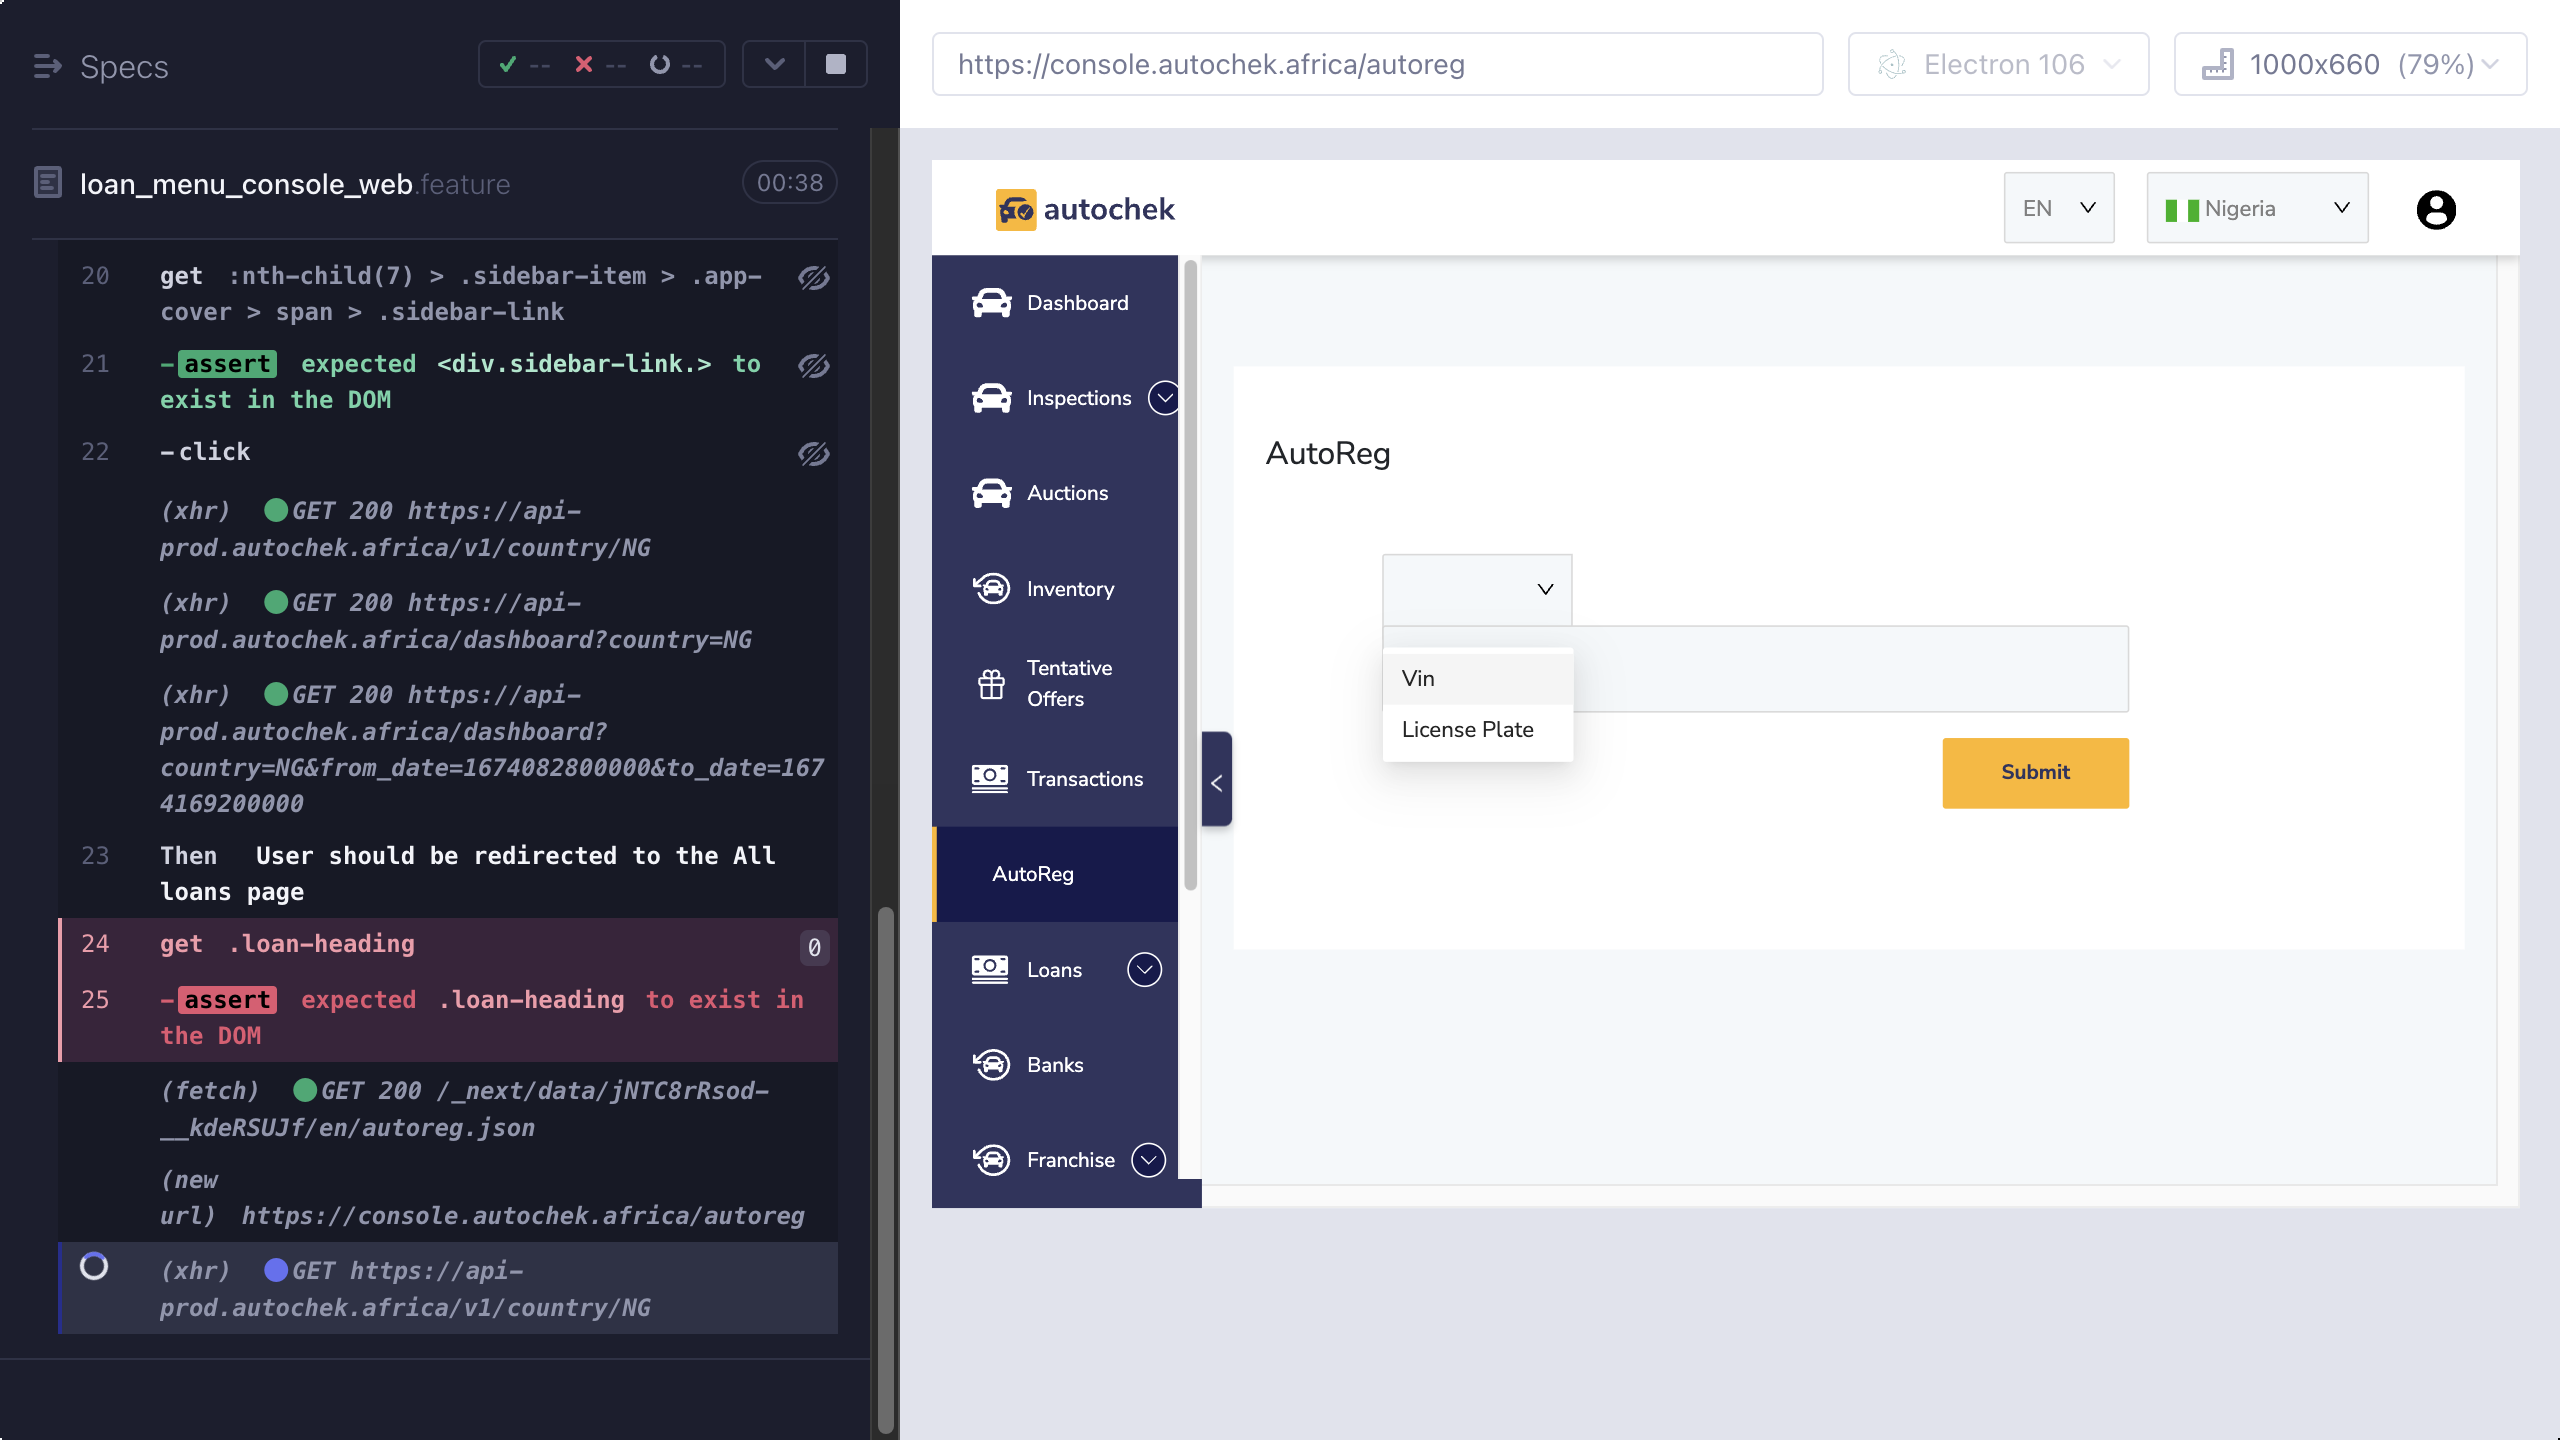 Specs
-- -- --
loan_menu_console_web.feature
00:38
20 get :nth-child(7) > .sidebar-item > .app-
cover > span > .sidebar-link
21 -assert expected <div.sidebar-link.> to
exist in the DOM
22 -click
(xhr) GET 200 https://api-
prod.autochek.africa/v1/country/NG
(xhr) GET 200 https://api-
prod.autochek.africa/dashboard?country=NG
(xhr) GET 200 https://api-
prod.autochek.africa/dashboard?
country=NG&from_date=1674082800000&to_date=167
4169200000
23 Then User should be redirected to the All
loans page
24 get .loan-heading 0
25 -assert expected .loan-heading to exist in
the DOM
(fetch) GET 200 /_next/data/jNTC8rRsod-
__kdeRSUJf/en/autoreg.json
(new
url) https://console.autochek.africa/autoreg
(xhr) GET https://api-
prod.autochek.africa/v1/country/NG
https://console.autochek.africa/autoreg
Electron 106
1000x660 (79%)
autochek
EN
Nigeria
Dashboard
Inspections
Auctions
Inventory
Tentative
Offers
Transactions
AutoReg
Loans
Banks
Franchise
AutoReg
Vin
License Plate
Submit